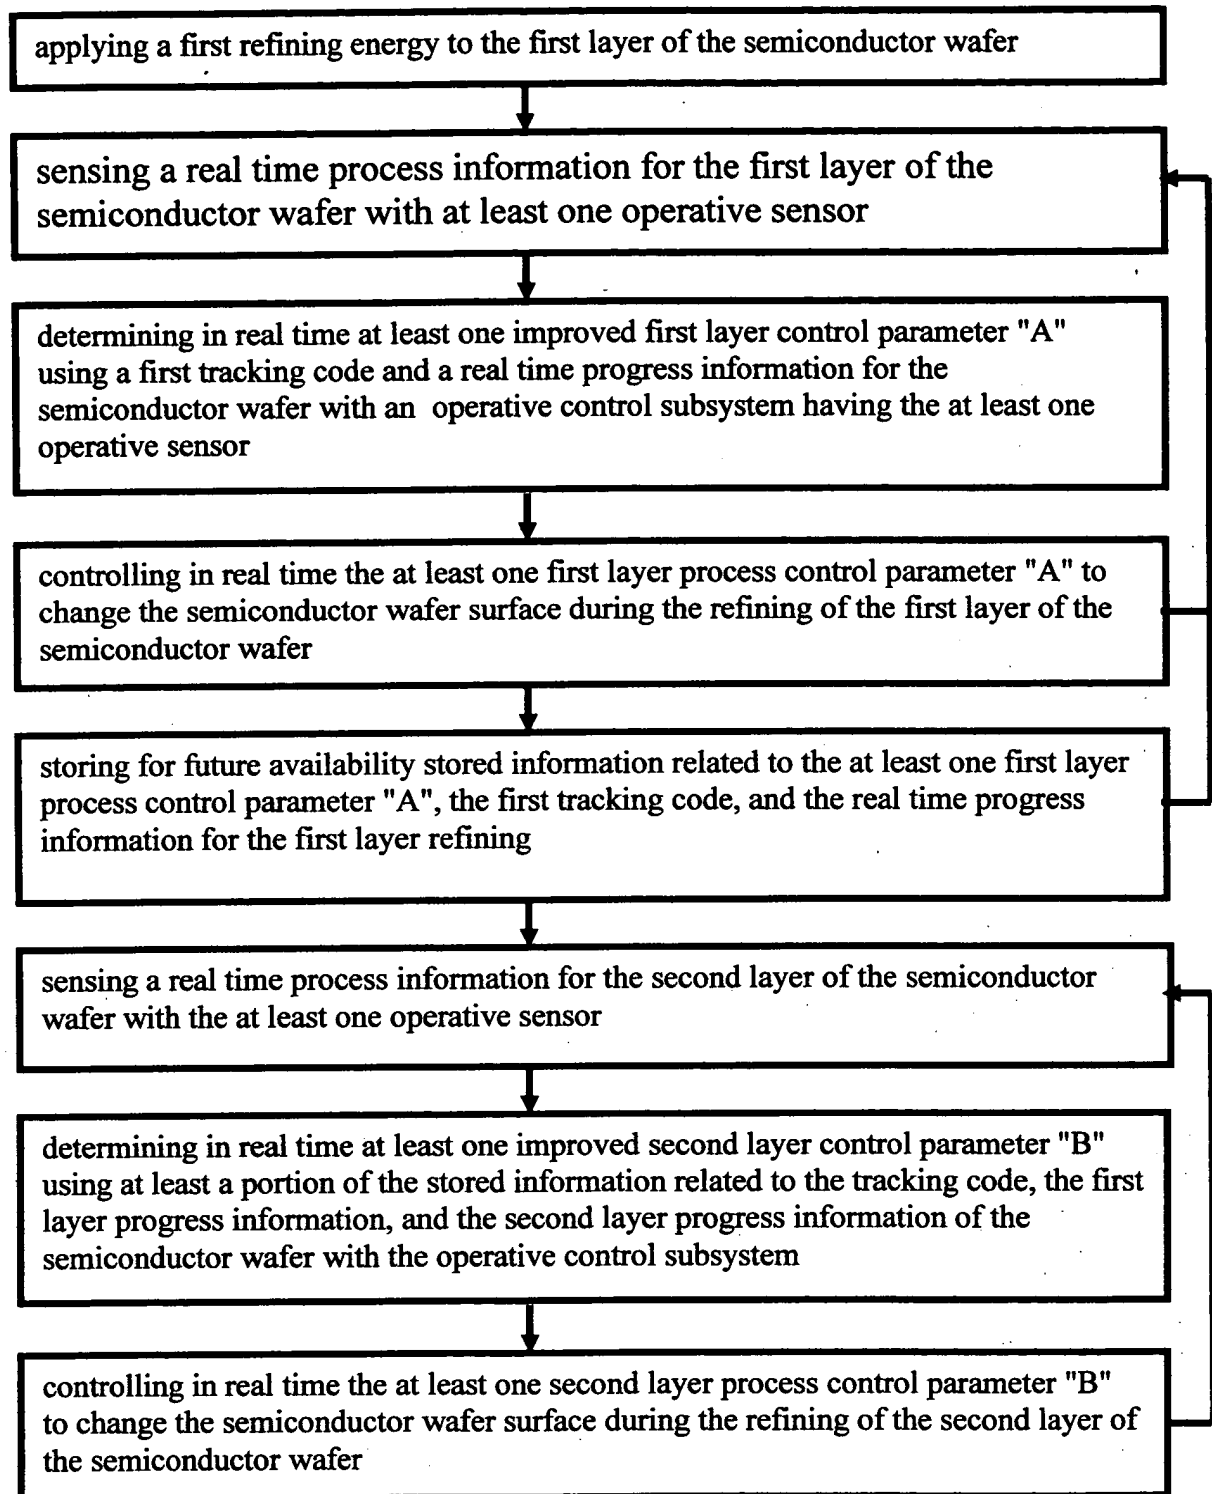 applying a first refining energy to the first layer of the semiconductor wafer
sensing a real time process information for the first layer of the
semiconductor wafer with at least one operative sensor
determining in real time at least one improved first layer control parameter "A"
using a first tracking code and a real time progress information for the
semiconductor wafer with an operative control subsystem having the at least one
operative sensor
controlling in real time the at least one first layer process control parameter "A" to
change the semiconductor wafer surface during the refining of the first layer of the
semiconductor wafer
storing for future availability stored information related to the at least one first layer
process control parameter "A", the first tracking code, and the real time progress
information for the first layer refining
sensing a real time process information for the second layer of the semiconductor
wafer with the at least one operative sensor
determining in real time at least one improved second layer control parameter "B"
using at least a portion of the stored information related to the tracking code, the first
layer progress information, and the second layer progress information of the
semiconductor wafer with the operative control subsystem
controlling in real time the at least one second layer process control parameter "B"
to change the semiconductor wafer surface during the refining of the second layer of
the semiconductor wafer